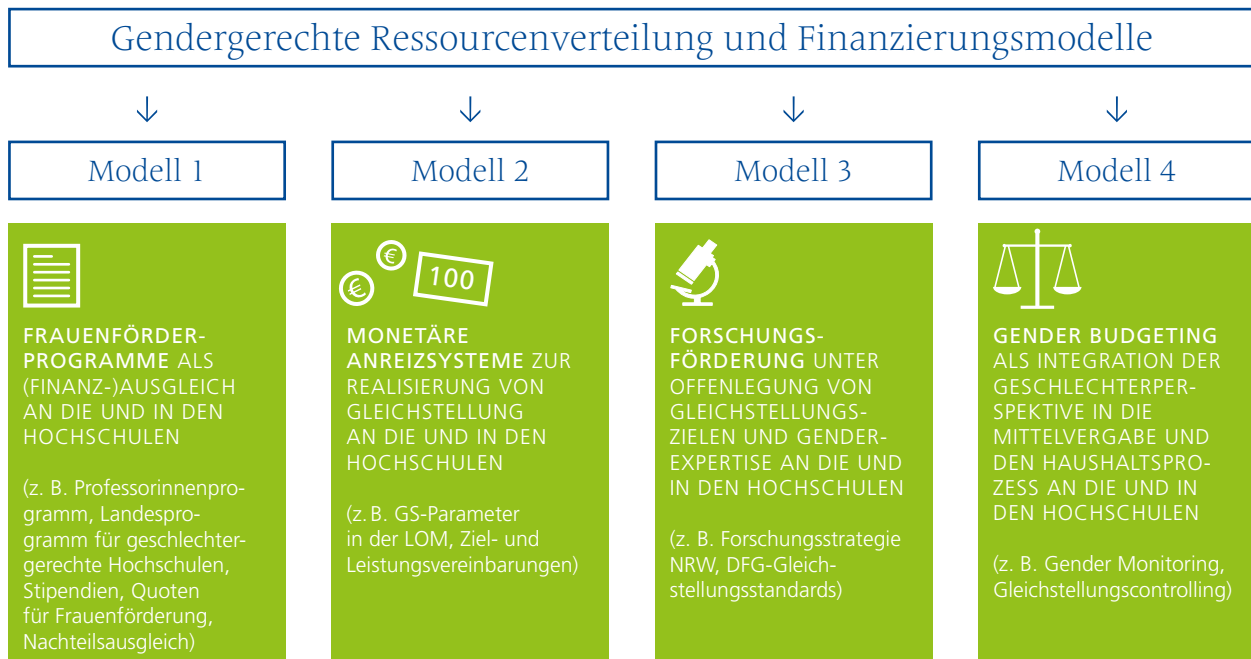 Gendergerechte Ressourcenverteilung und Finanzierungsmodelle
Modell 1
FRAUENFÖRDER-
PROGRAMME ALS
(FINANZ-)AUSGLEICH
AN DIE UND IN DEN
HOCHSCHULEN
(z. B. Professorinnenpro-
gramm, Landespro-
gramm für geschlechter-
gerechte Hochschulen,
Stipendien, Quoten
für Frauenförderung,
Nachteilsausgleich)
Modell 2
€
€
100
MONETÄRE
ANREIZSYSTEME ZUR
REALISIERUNG VON
GLEICHSTELLUNG
AN DIE UND IN DEN
HOCHSCHULEN
(z. B. GS-Parameter
in der LOM, Ziel- und
Leistungsvereinbarungen)
Modell 3
FORSCHUNGS-
FÖRDERUNG UNTER
OFFENLEGUNG VON
GLEICHSTELLUNGS-
ZIELEN UND GENDER-
EXPERTISE AN DIE UND
IN DEN HOCHSCHULEN
(z. B. Forschungsstrategie
NRW, DFG-Gleich-
stellungsstandards)
Modell 4
GENDER BUDGETING
ALS INTEGRATION DER
GESCHLECHTERPER-
SPEKTIVE IN DIE
MITTELVERGABE UND
DEN HAUSHALTSPRO-
ZESS AN DIE UND IN
DEN HOCHSCHULEN
(z. B. Gender Monitoring,
Gleichstellungscontrolling)